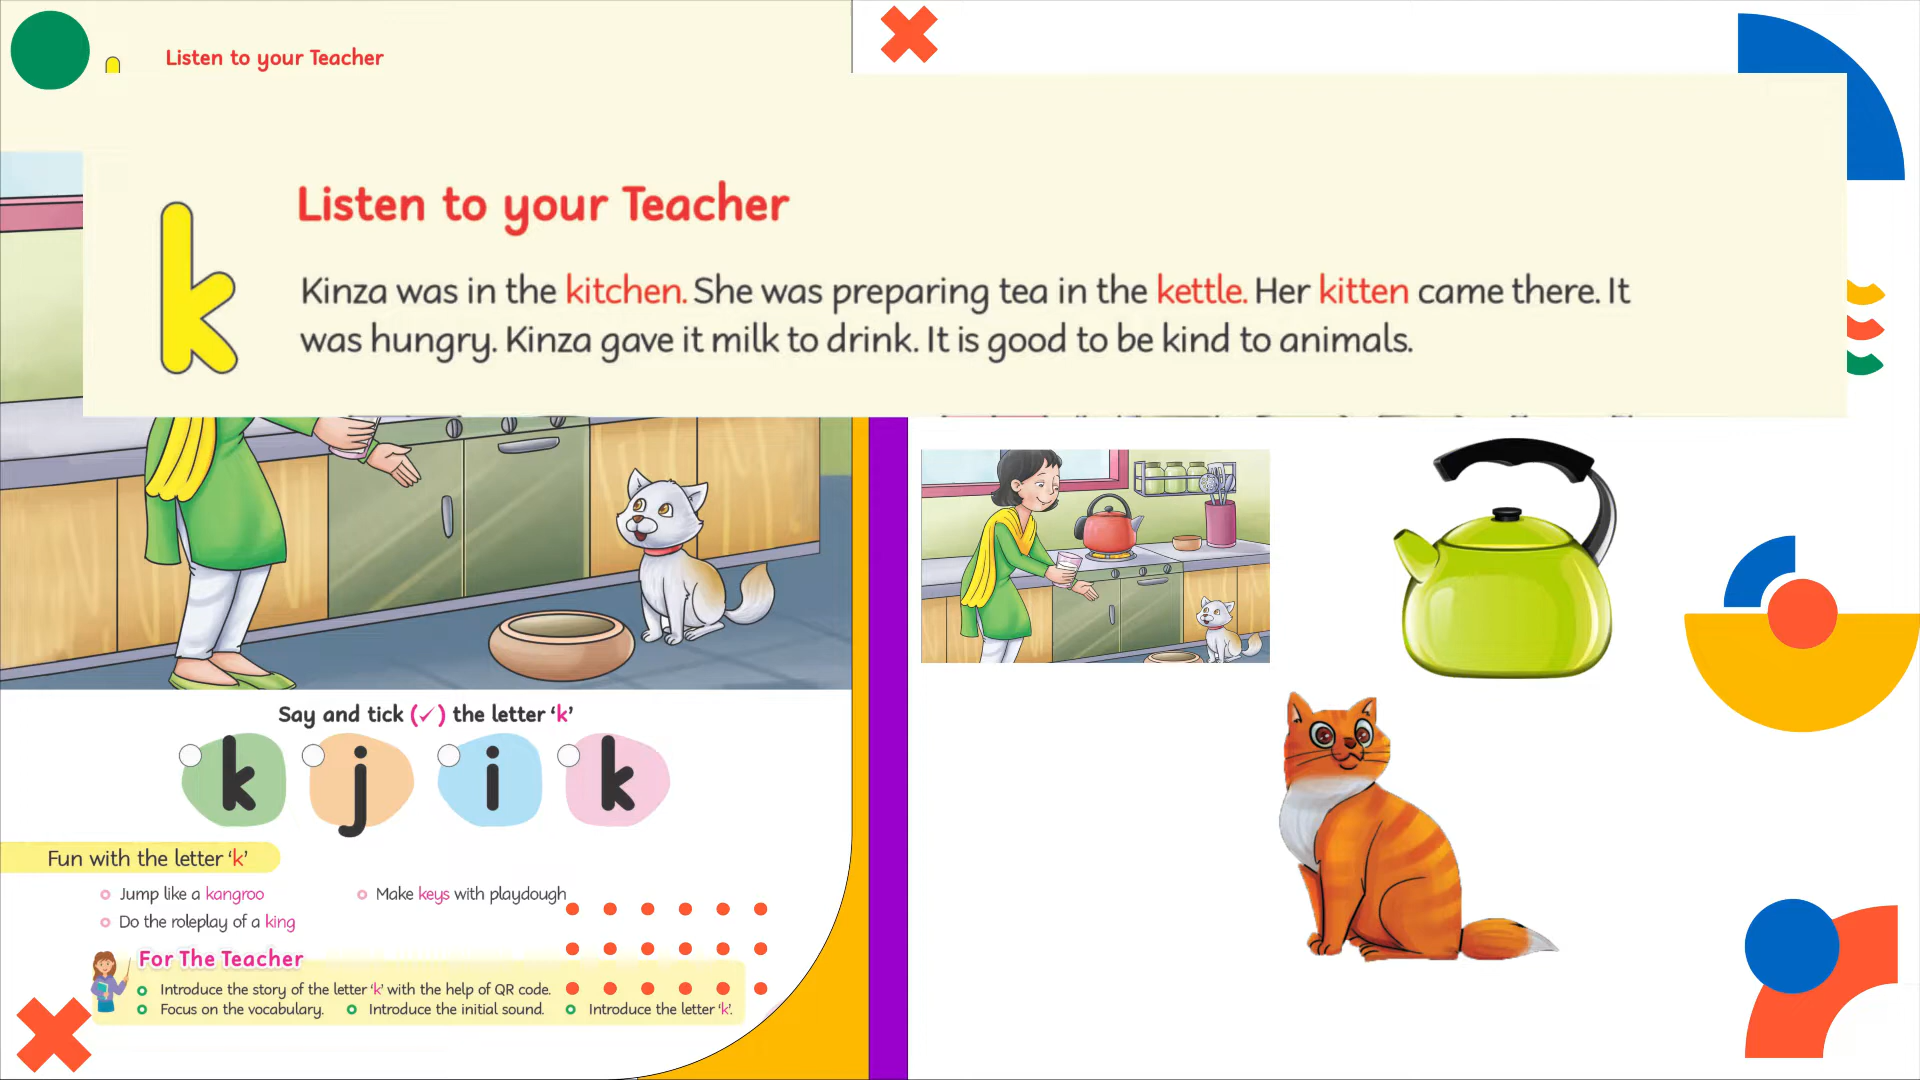 Listen to your Teacher
k
Listen to your Teacher
Kinza was in the kitchen. She was preparing tea in the kettle. Her kitten came there. It
was hungry. Kinza gave it milk to drink. It is good to be kind to animals.
Say and tick (✓) the letter ‘k’
k j i k
Fun with the letter ‘k’
Jump like a kangroo
Make keys with playdough
Do the roleplay of a king
For The Teacher
Introduce the story of the letter ‘k’ with the help of QR code.
Focus on the vocabulary. Introduce the initial sound. Introduce the letter ‘k’.